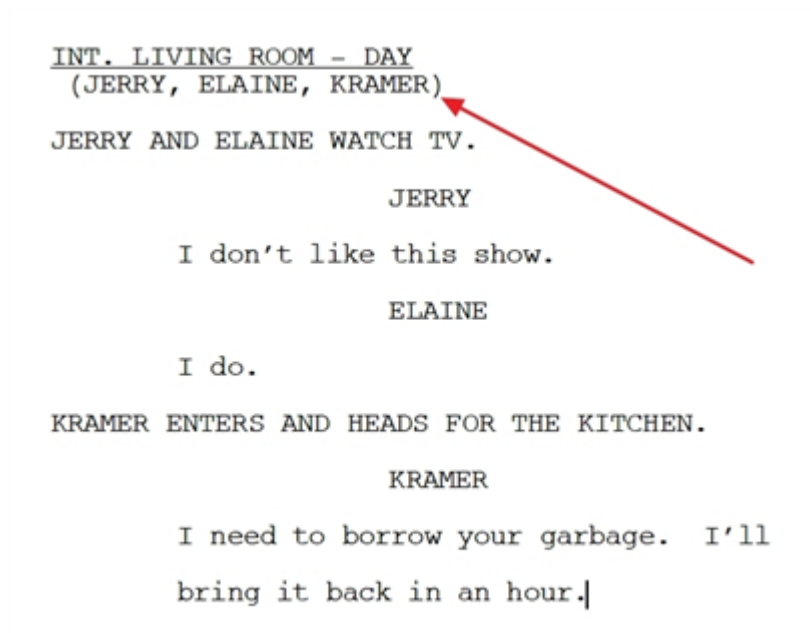 INT. LIVING ROOM – DAY
(JERRY, ELAINE, KRAMER)
JERRY AND ELAINE WATCH TV.
JERRY
I don’t like this show.
ELAINE
I do.
KRAMER ENTERS AND HEADS FOR THE KITCHEN.
KRAMER
I need to borrow your garbage.  I’ll
bring it back in an hour.